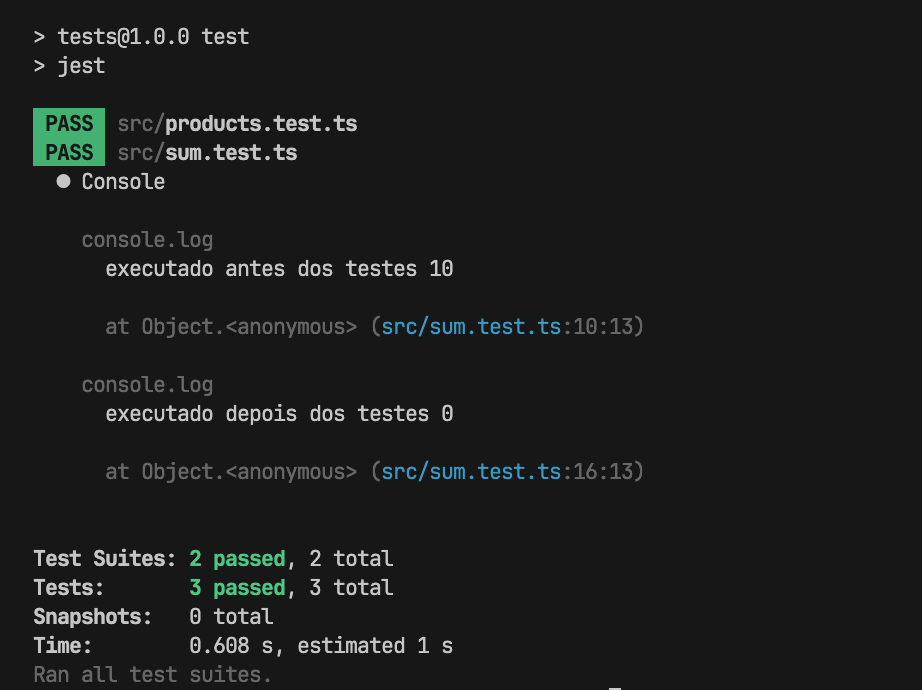 > tests@1.0.0 test
> jest
PASS src/products.test.ts
PASS src/sum.test.ts
● Console
console.log
executado antes dos testes 10
at Object.<anonymous> (src/sum.test.ts:10:13)
console.log
executado depois dos testes 0
at Object.<anonymous> (src/sum.test.ts:16:13)
Test Suites: 2 passed, 2 total
Tests: 3 passed, 3 total
Snapshots: 0 total
Time: 0.608 s, estimated 1 s
Ran all test suites.